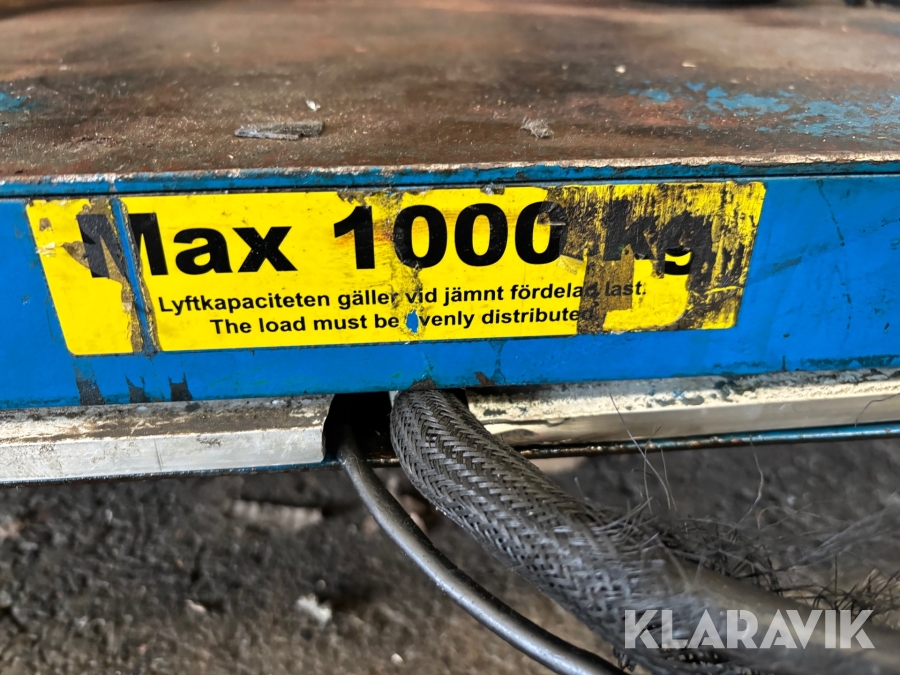 Max 1000 kg
Lyftkapaciteten gäller vid jämnt fördelad last.
The load must be evenly distributed.
KLARAVIK